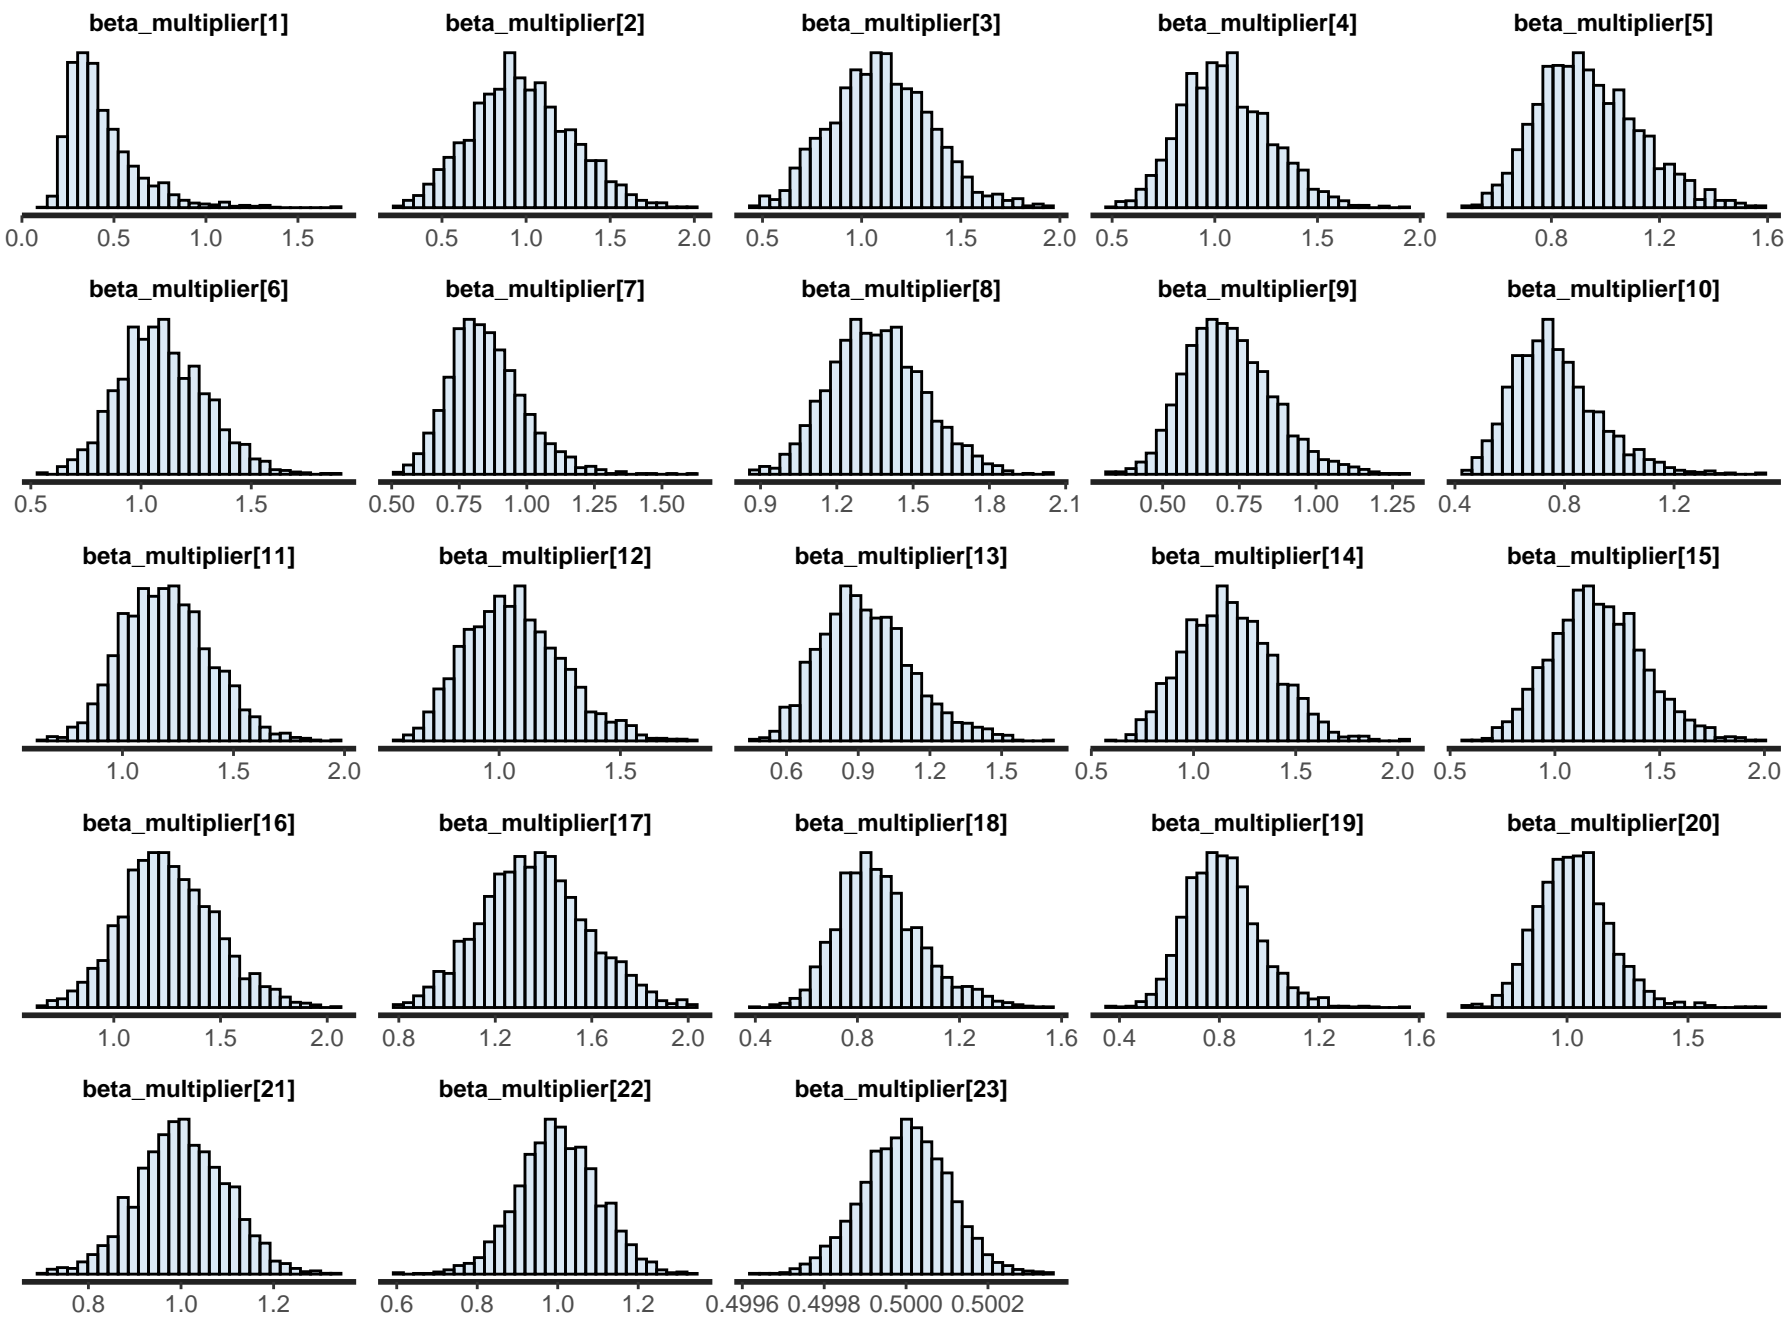 beta_multiplier[1] beta_multiplier[2] beta_multiplier[3] beta_multiplier[4] beta_multiplier[5]
0.0 0.5 1.0 1.5 0.5 1.0 1.5 2.0 0.5 1.0 1.5 2.0 0.5 1.0 1.5 2.0 0.8 1.2 1.6
beta_multiplier[6] beta_multiplier[7] beta_multiplier[8] beta_multiplier[9] beta_multiplier[10]
0.5 1.0 1.5 0.50 0.75 1.00 1.25 1.50 0.9 1.2 1.5 1.8 2.1 0.50 0.75 1.00 1.25 0.4 0.8 1.2
beta_multiplier[11] beta_multiplier[12] beta_multiplier[13] beta_multiplier[14] beta_multiplier[15]
1.0 1.5 2.0 1.0 1.5 0.6 0.9 1.2 1.5 0.5 1.0 1.5 2.0 0.5 1.0 1.5 2.0
beta_multiplier[16] beta_multiplier[17] beta_multiplier[18] beta_multiplier[19] beta_multiplier[20]
1.0 1.5 2.0 0.8 1.2 1.6 2.0 0.4 0.8 1.2 1.6 0.4 0.8 1.2 1.6 1.0 1.5
beta_multiplier[21] beta_multiplier[22] beta_multiplier[23]
0.8 1.0 1.2 0.6 0.8 1.0 1.2 0.4996 0.4998 0.5000 0.5002